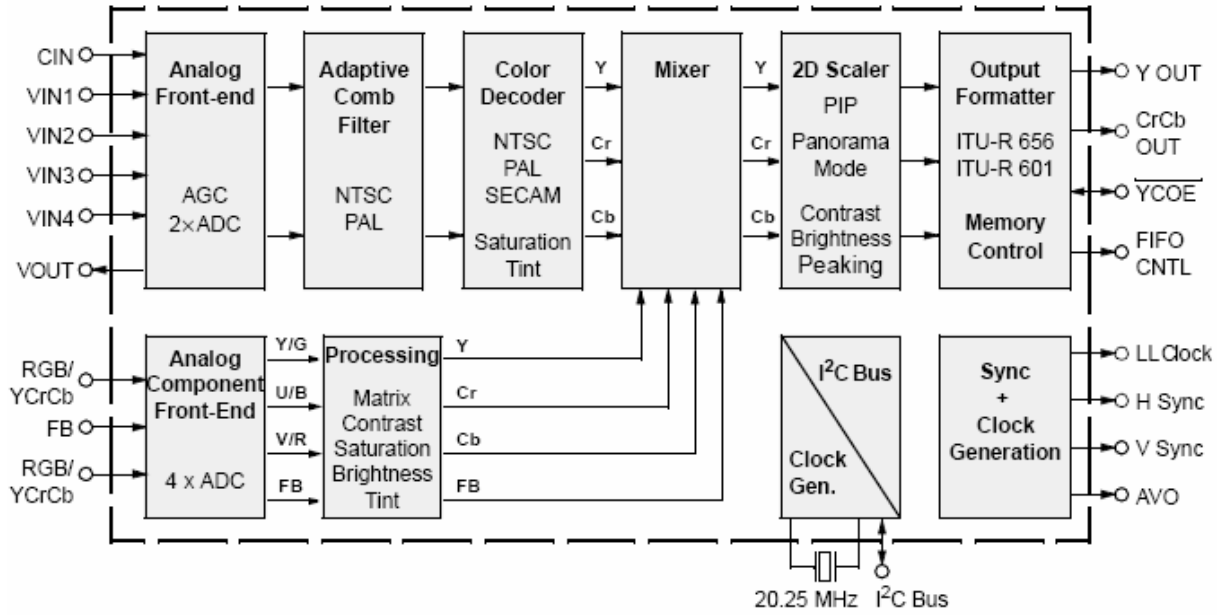 CIN
VIN1
VIN2
VIN3
VIN4
VOUT
Analog
Front-end
AGC
2×ADC
Adaptive
Comb
Filter
NTSC
PAL
Color
Decoder
NTSC
PAL
SECAM
Saturation
Tint
Y
Cr
Cb
Mixer
Y
Cr
Cb
2D Scaler
PIP
Panorama
Mode
Contrast
Brightness
Peaking
Output
Formatter
ITU-R 656
ITU-R 601
Memory
Control
Y OUT
CrCb
OUT
YCOE
FIFO
CNTL
RGB/
YCrCb
FB
RGB/
YCrCb
Analog
Component
Front-End
4 x ADC
Y/G
U/B
V/R
FB
Processing
Matrix
Contrast
Saturation
Brightness
Tint
Y
Cr
Cb
FB
I²C Bus
Clock
Gen.
Sync
+
Clock
Generation
LL Clock
H Sync
V Sync
AVO
20.25 MHz
I²C Bus